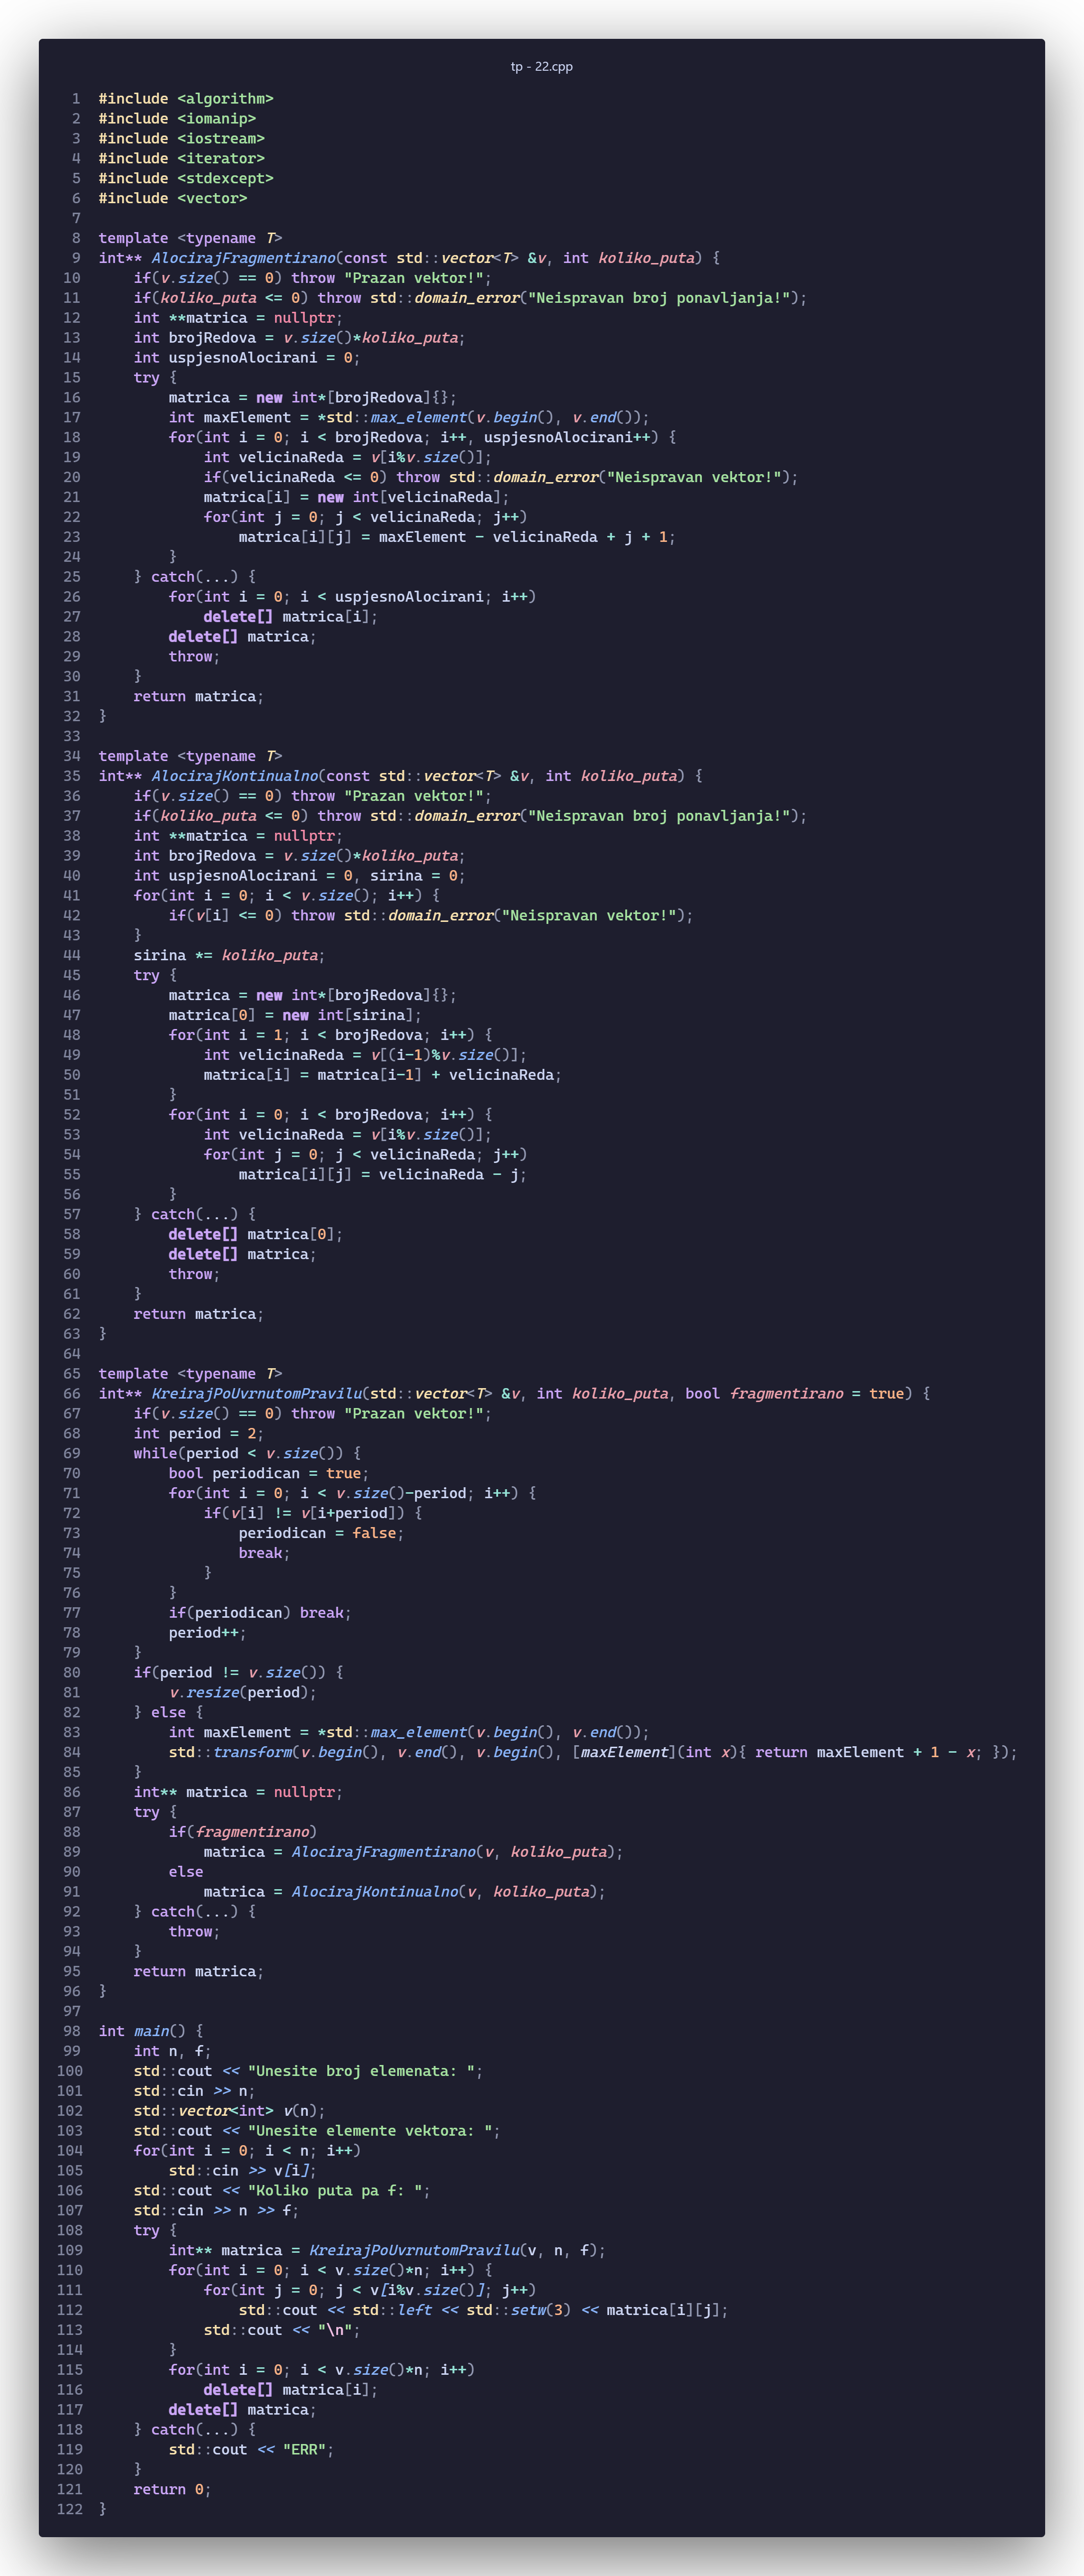 tp - 22.cpp
1 #include <algorithm>
2 #include <iomanip>
3 #include <iostream>
4 #include <iterator>
5 #include <stdexcept>
6 #include <vector>
7
8 template <typename T>
9 int** AlocirajFragmentirano(const std::vector<T> &v, int koliko_puta) {
10     if(v.size() == 0) throw "Prazan vektor!";
11     if(koliko_puta <= 0) throw std::domain_error("Neispravan broj ponavljanja!");
12     int **matrica = nullptr;
13     int brojRedova = v.size()*koliko_puta;
14     int uspjesnoAlocirani = 0;
15     try {
16         matrica = new int*[brojRedova]{};
17         int maxElement = *std::max_element(v.begin(), v.end());
18         for(int i = 0; i < brojRedova; i++, uspjesnoAlocirani++) {
19             int velicinaReda = v[i%v.size()];
20             if(velicinaReda <= 0) throw std::domain_error("Neispravan vektor!");
21             matrica[i] = new int[velicinaReda];
22             for(int j = 0; j < velicinaReda; j++)
23                 matrica[i][j] = maxElement - velicinaReda + j + 1;
24         }
25     } catch(...) {
26         for(int i = 0; i < uspjesnoAlocirani; i++)
27             delete[] matrica[i];
28         delete[] matrica;
29         throw;
30     }
31     return matrica;
32 }
33
34 template <typename T>
35 int** AlocirajKontinualno(const std::vector<T> &v, int koliko_puta) {
36     if(v.size() == 0) throw "Prazan vektor!";
37     if(koliko_puta <= 0) throw std::domain_error("Neispravan broj ponavljanja!");
38     int **matrica = nullptr;
39     int brojRedova = v.size()*koliko_puta;
40     int uspjesnoAlocirani = 0, sirina = 0;
41     for(int i = 0; i < v.size(); i++) {
42         if(v[i] <= 0) throw std::domain_error("Neispravan vektor!");
43     }
44     sirina *= koliko_puta;
45     try {
46         matrica = new int*[brojRedova]{};
47         matrica[0] = new int[sirina];
48         for(int i = 1; i < brojRedova; i++) {
49             int velicinaReda = v[(i-1)%v.size()];
50             matrica[i] = matrica[i-1] + velicinaReda;
51         }
52         for(int i = 0; i < brojRedova; i++) {
53             int velicinaReda = v[i%v.size()];
54             for(int j = 0; j < velicinaReda; j++)
55                 matrica[i][j] = velicinaReda - j;
56         }
57     } catch(...) {
58         delete[] matrica[0];
59         delete[] matrica;
60         throw;
61     }
62     return matrica;
63 }
64
65 template <typename T>
66 int** KreirajPoUvrnutomPravilu(std::vector<T> &v, int koliko_puta, bool fragmentirano = true) {
67     if(v.size() == 0) throw "Prazan vektor!";
68     int period = 2;
69     while(period < v.size()) {
70         bool periodican = true;
71         for(int i = 0; i < v.size()-period; i++) {
72             if(v[i] != v[i+period]) {
73                 periodican = false;
74                 break;
75             }
76         }
77         if(periodican) break;
78         period++;
79     }
80     if(period != v.size()) {
81         v.resize(period);
82     } else {
83         int maxElement = *std::max_element(v.begin(), v.end());
84         std::transform(v.begin(), v.end(), v.begin(), [maxElement](int x){ return maxElement + 1 - x; });
85     }
86     int** matrica = nullptr;
87     try {
88         if(fragmentirano)
89             matrica = AlocirajFragmentirano(v, koliko_puta);
90         else
91             matrica = AlocirajKontinualno(v, koliko_puta);
92     } catch(...) {
93         throw;
94     }
95     return matrica;
96 }
97
98 int main() {
99     int n, f;
100     std::cout << "Unesite broj elemenata: ";
101     std::cin >> n;
102     std::vector<int> v(n);
103     std::cout << "Unesite elemente vektora: ";
104     for(int i = 0; i < n; i++)
105         std::cin >> v[i];
106     std::cout << "Koliko puta pa f: ";
107     std::cin >> n >> f;
108     try {
109         int** matrica = KreirajPoUvrnutomPravilu(v, n, f);
110         for(int i = 0; i < v.size()*n; i++) {
111             for(int j = 0; j < v[i%v.size()]; j++)
112                 std::cout << std::left << std::setw(3) << matrica[i][j];
113             std::cout << "\n";
114         }
115         for(int i = 0; i < v.size()*n; i++)
116             delete[] matrica[i];
117         delete[] matrica;
118     } catch(...) {
119         std::cout << "ERR";
120     }
121     return 0;
122 }